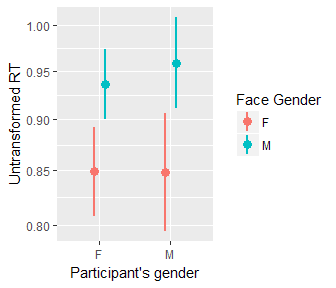 Untransformed RT
1.00
0.95
0.90
0.85
0.80
F
M
Participant's gender
Face Gender
F
M